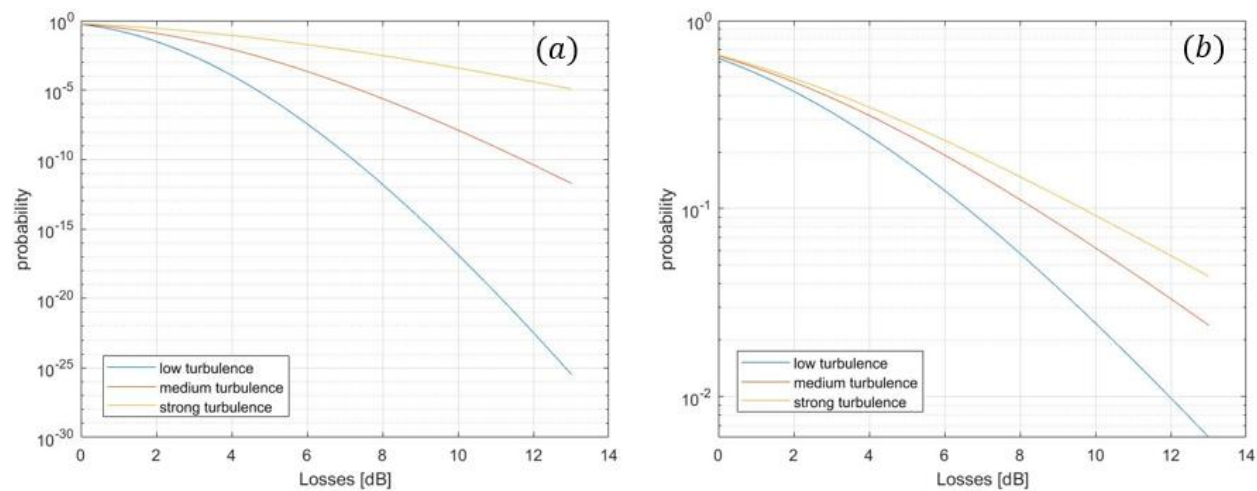 (a)
probability
10^0
10^-5
10^-10
10^-15
10^-20
10^-25
10^-30
low turbulence
medium turbulence
strong turbulence
0 2 4 6 8 10 12 14
Losses [dB]
(b)
probability
10^0
10^-1
10^-2
low turbulence
medium turbulence
strong turbulence
0 2 4 6 8 10 12 14
Losses [dB]